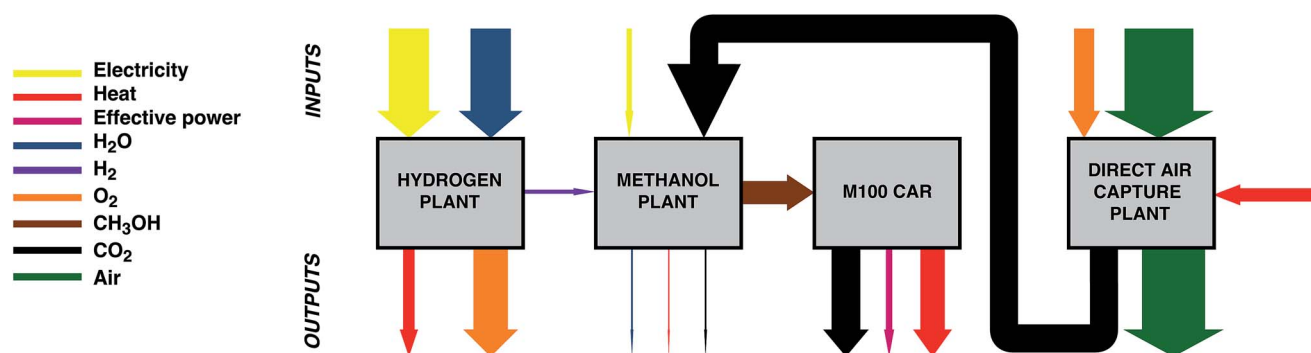 Electricity
Heat
Effective power
H2O
H2
O2
CH3OH
CO2
Air
INPUTS
OUTPUTS
HYDROGEN
PLANT
METHANOL
PLANT
M100 CAR
DIRECT AIR
CAPTURE
PLANT